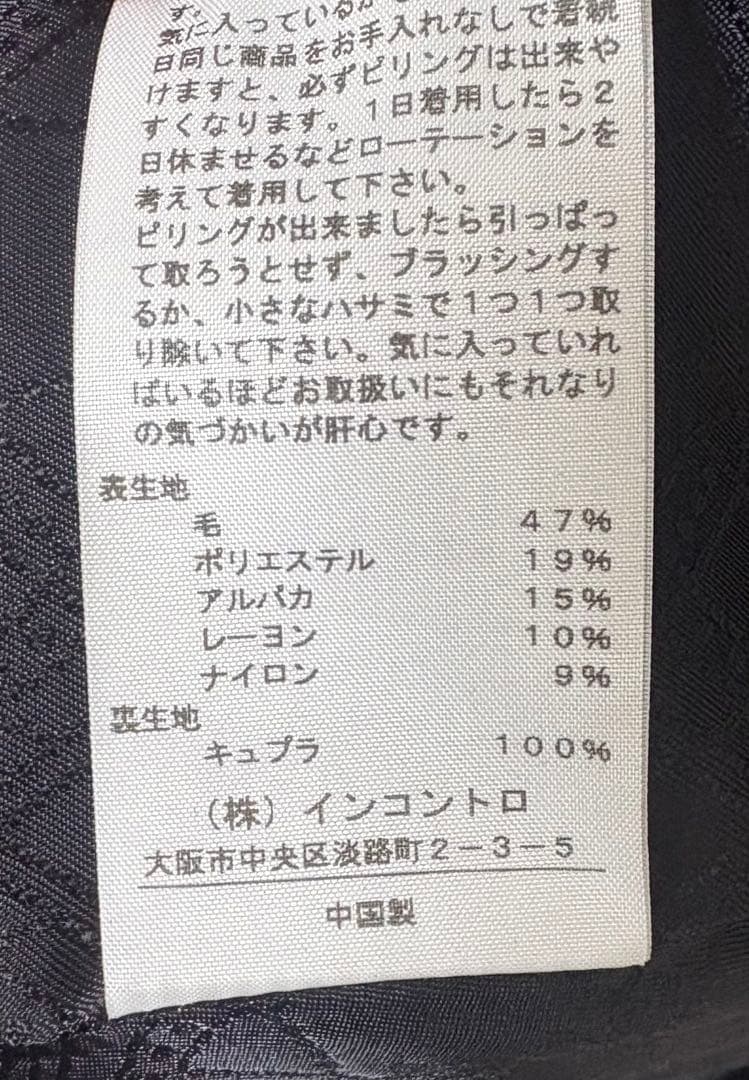 す。
気に入っているか
日同じ商品をお手入れなしで着続
けますと、必ずピリングは出来や
すくなります。1日着用したら2
日休ませるなどローテーションを
考えて着用して下さい。
ピリングが出来ましたら引っぱっ
て取ろうとせず、ブラッシングす
るか、小さなハサミで1つ1つ取
り除いて下さい。気に入っていれ
ばいるほどお取扱いにもそれなり
の気づかいが肝心です。
表生地
毛 47%
ポリエステル 19%
アルパカ 15%
レーヨン 10%
ナイロン 9%
裏生地
キュプラ 100%
(株)インコントロ
大阪市中央区淡路町2-3-5
中国製